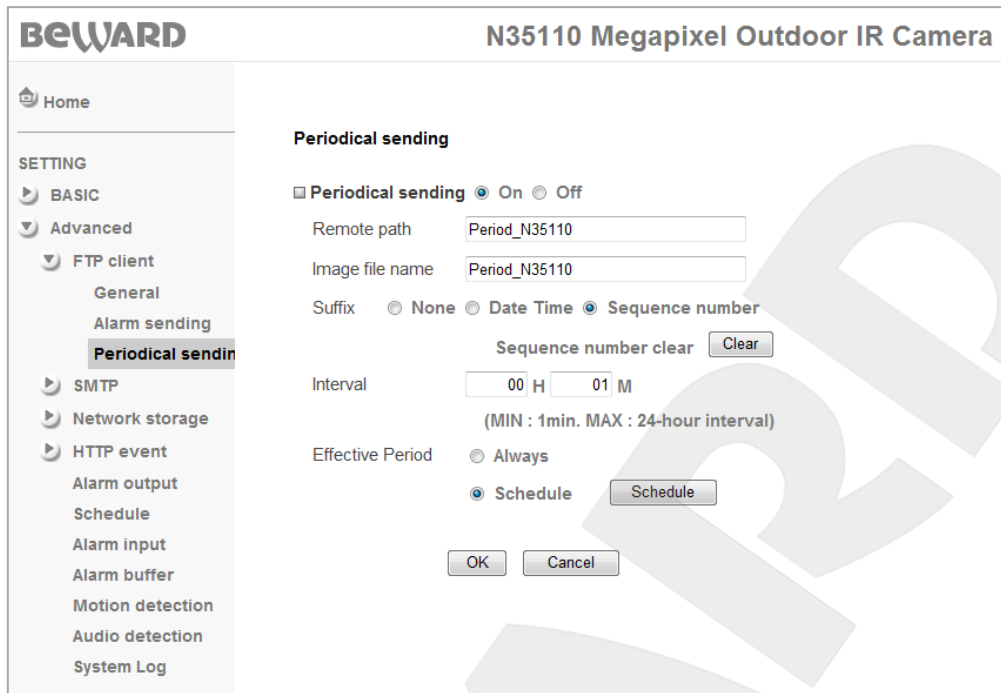 BEWARD
N35110 Megapixel Outdoor IR Camera
Home
SETTING
BASIC
Advanced
FTP client
General
Alarm sending
Periodical sendin
SMTP
Network storage
HTTP event
Alarm output
Schedule
Alarm input
Alarm buffer
Motion detection
Audio detection
System Log
Periodical sending
Periodical sending On Off
Remote path Period_N35110
Image file name Period_N35110
Suffix None Date Time Sequence number
Sequence number clear Clear
Interval 00 H 01 M
(MIN : 1min. MAX : 24-hour interval)
Effective Period Always
Schedule Schedule
OK Cancel